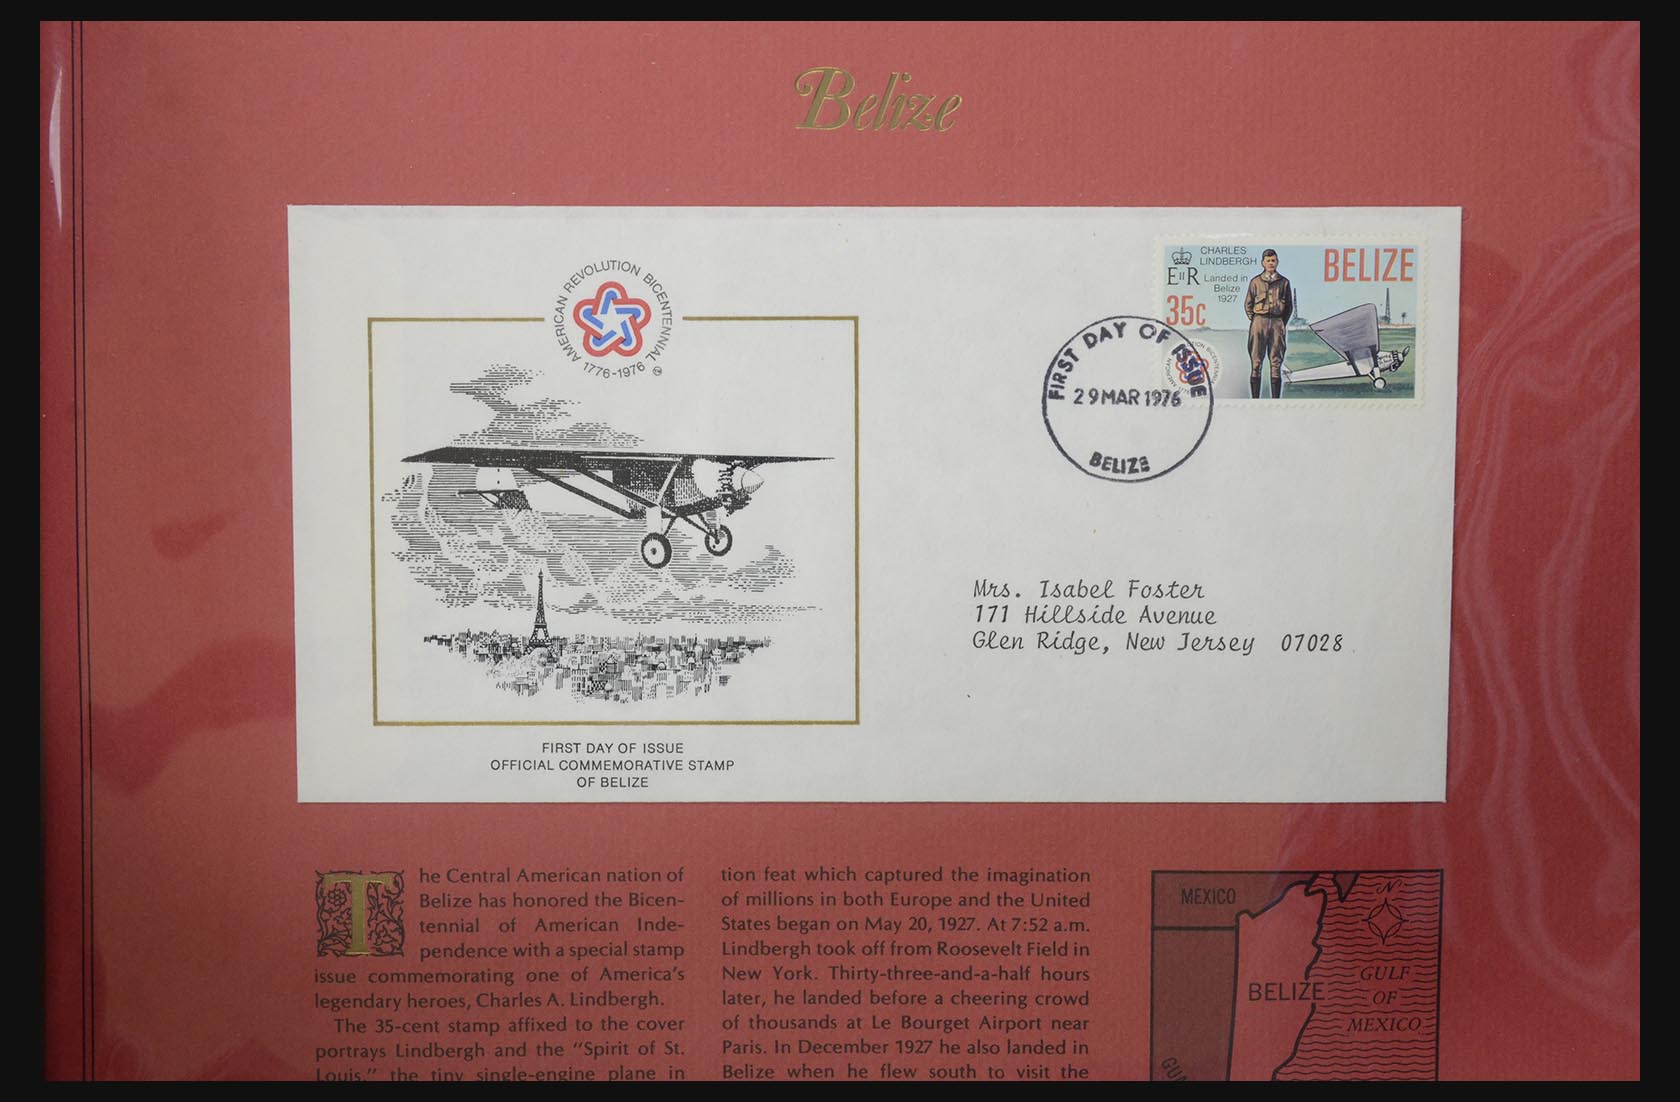 Belize
AMERICAN REVOLUTION BICENTENNIAL
1776-1976
CHARLES
LINDBERGH
EIIR
Landed in
Belize
1927
BELIZE
35c
FIRST DAY OF ISSUE
29 MAR 1976
BELIZE
Mrs. Isabel Foster
171 Hillside Avenue
Glen Ridge, New Jersey 07028
FIRST DAY OF ISSUE
OFFICIAL COMMEMORATIVE STAMP
OF BELIZE
The Central American nation of
Belize has honored the Bicen-
tennial of American Inde-
pendence with a special stamp
issue commemorating one of America's
legendary heroes, Charles A. Lindbergh.
The 35-cent stamp affixed to the cover
portrays Lindbergh and the "Spirit of St.
Louis," the tiny single-engine plane in
tion feat which captured the imagination
of millions in both Europe and the United
States began on May 20, 1927. At 7:52 a.m.
Lindbergh took off from Roosevelt Field in
New York. Thirty-three-and-a-half hours
later, he landed before a cheering crowd
of thousands at Le Bourget Airport near
Paris. In December 1927 he also landed in
Belize when he flew south to visit the
MEXICO
N
BELIZE
GULF
OF
MEXICO